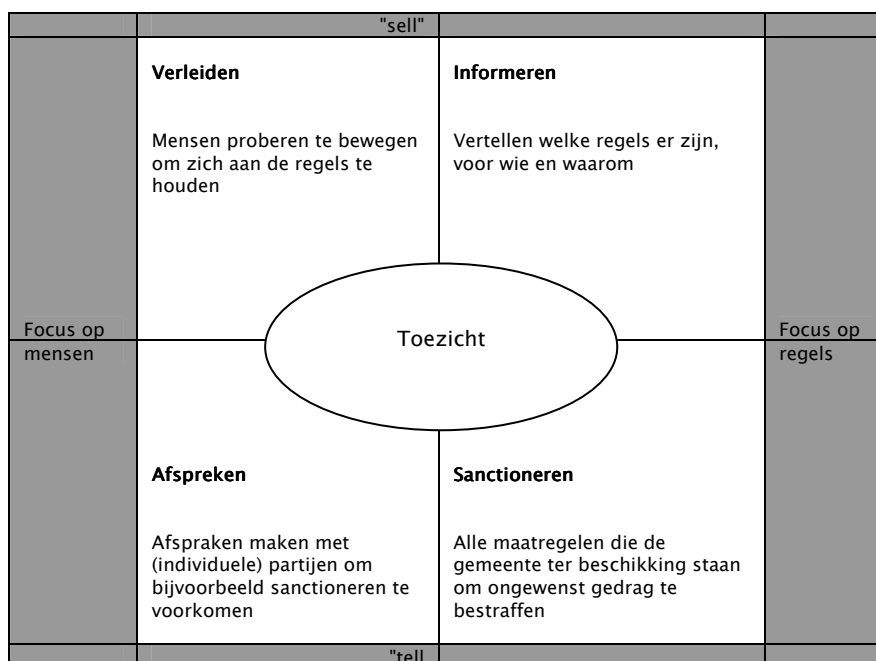 "sell"
Verleiden
Mensen proberen te bewegen
om zich aan de regels te
houden
Informeren
Vertellen welke regels er zijn,
voor wie en waarom
Focus op
mensen
Toezicht
Focus op
regels
Afspreken
Afspraken maken met
(individuele) partijen om
bijvoorbeeld sanctioneren te
voorkomen
Sanctioneren
Alle maatregelen die de
gemeente ter beschikking staan
om ongewenst gedrag te
bestraffen
"tell